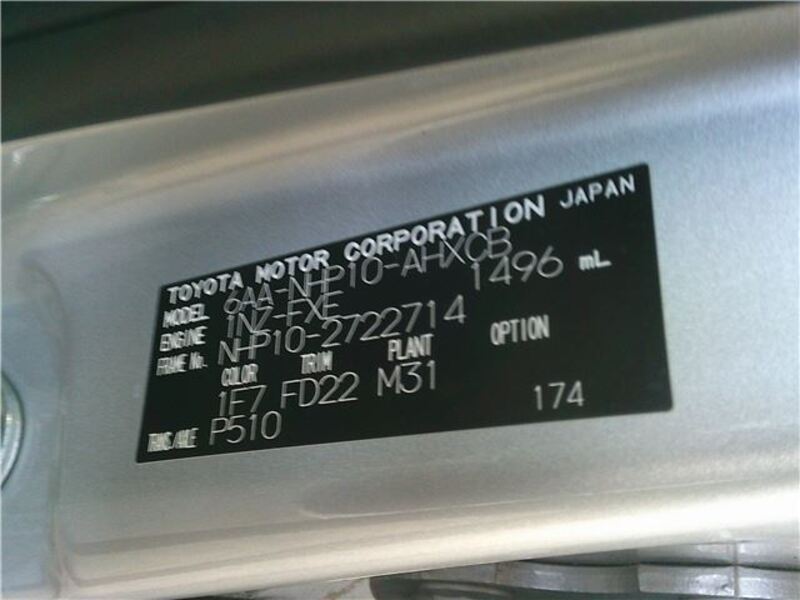 TOYOTA MOTOR CORPORATION JAPAN
MODEL 6AA-NHP10-AHXCB
ENGINE 1NZ-FXE 1496 mL
FRAME No. NHP10-2722714
COLOR TRIM PLANT OPTION
1F7 FD22 M31
TRANS/AXLE P510 174